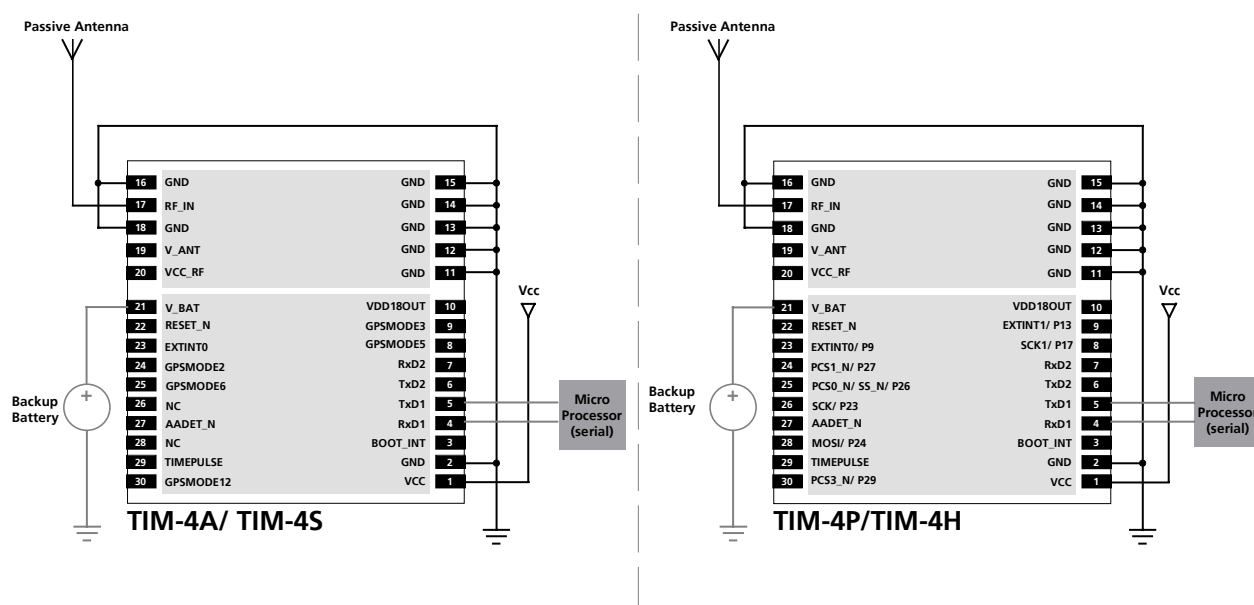 Passive Antenna
16 GND GND 15
17 RF_IN GND 14
18 GND GND 13
19 V_ANT GND 12
20 VCC_RF GND 11
Vcc
21 V_BAT VDD18OUT 10
22 RESET_N GPSMODE3 9
23 EXTINT0 GPSMODE5 8
24 GPSMODE2 RxD2 7
25 GPSMODE6 TxD2 6
26 NC TxD1 5
27 AADET_N RxD1 4
28 NC BOOT_INT 3
29 TIMEPULSE GND 2
30 GPSMODE12 VCC 1
Backup
Battery
+
Micro
Processor
(serial)
TIM-4A/ TIM-4S
Passive Antenna
16 GND GND 15
17 RF_IN GND 14
18 GND GND 13
19 V_ANT GND 12
20 VCC_RF GND 11
Vcc
21 V_BAT VDD18OUT 10
22 RESET_N EXTINT1/ P13 9
23 EXTINT0/ P9 SCK1/ P17 8
24 PCS1_N/ P27 RxD2 7
25 PCS0_N/ SS_N/ P26 TxD2 6
26 SCK/ P23 TxD1 5
27 AADET_N RxD1 4
28 MOSI/ P24 BOOT_INT 3
29 TIMEPULSE GND 2
30 PCS3_N/ P29 VCC 1
Backup
Battery
+
Micro
Processor
(serial)
TIM-4P/TIM-4H